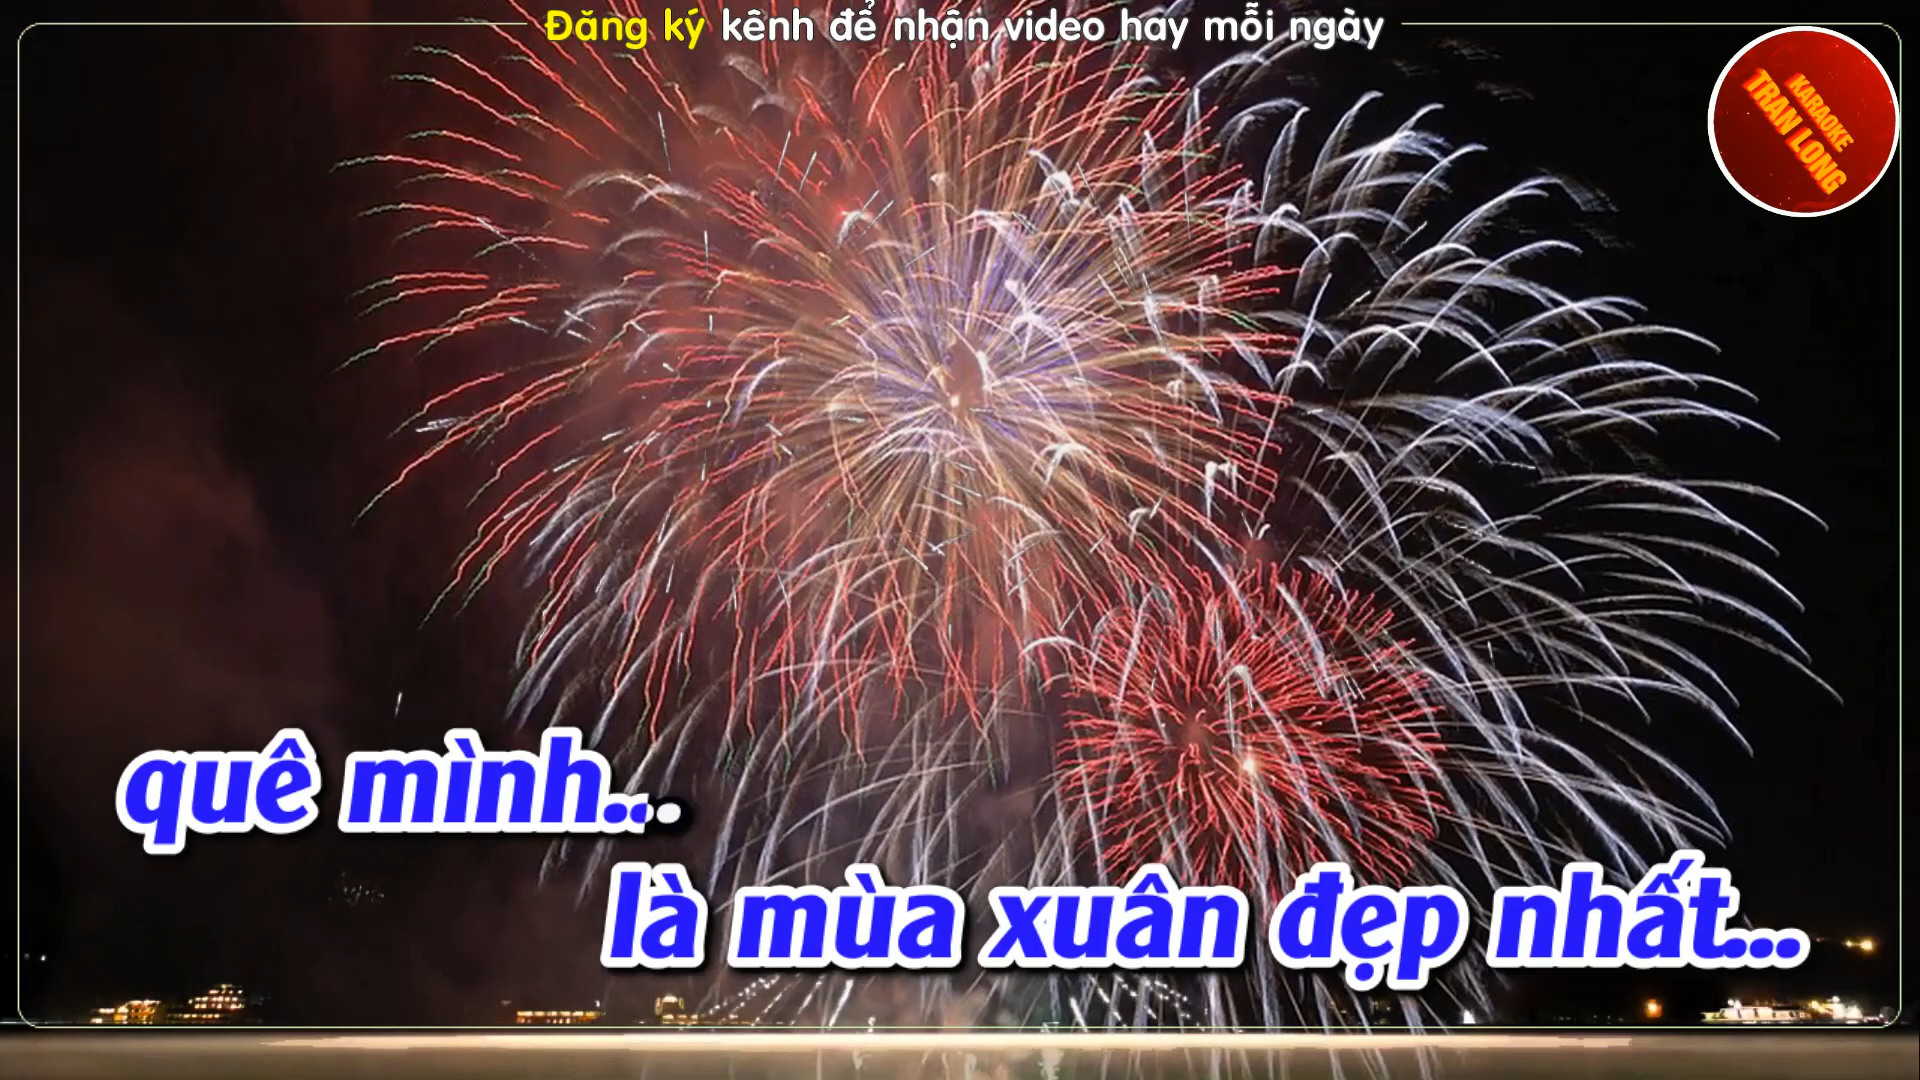 Đăng ký kênh để nhận video hay mỗi ngày
KARAOKE
TRAN LONG
quê mình...
là mùa xuân đẹp nhất...